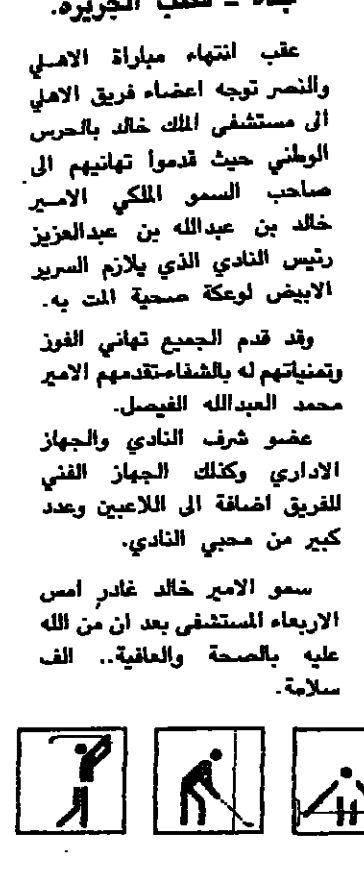 جدة - مكتب الجزيرة.
عقب انتهاء مباراة الاهلي
والنصر توجه اعضاء فريق الاهلي
الى مستشفى الملك خالد بالحرس
الوطني حيث قدموا تهانيهم الى
صاحب السمو الملكي الامير
خالد بن عبدالله بن عبدالعزيز
رئيس النادي الذي يلازم السرير
الابيض لوعكة صحية المت به.
وقد قدم الجميع تهاني الفوز
وتمنياتهم له بالشفاء-تقدمهم الامير
محمد العبدالله الفيصل.
عضو شرف النادي والجهاز
الاداري وكذلك الجهاز الفني
للفريق اضافة الى اللاعبين وعدد
كبير من محبي النادي.
سمو الامير خالد غادر امس
الاربعاء المستشفى بعد ان من الله
عليه بالصحة والعافية.. الف
سلامة.